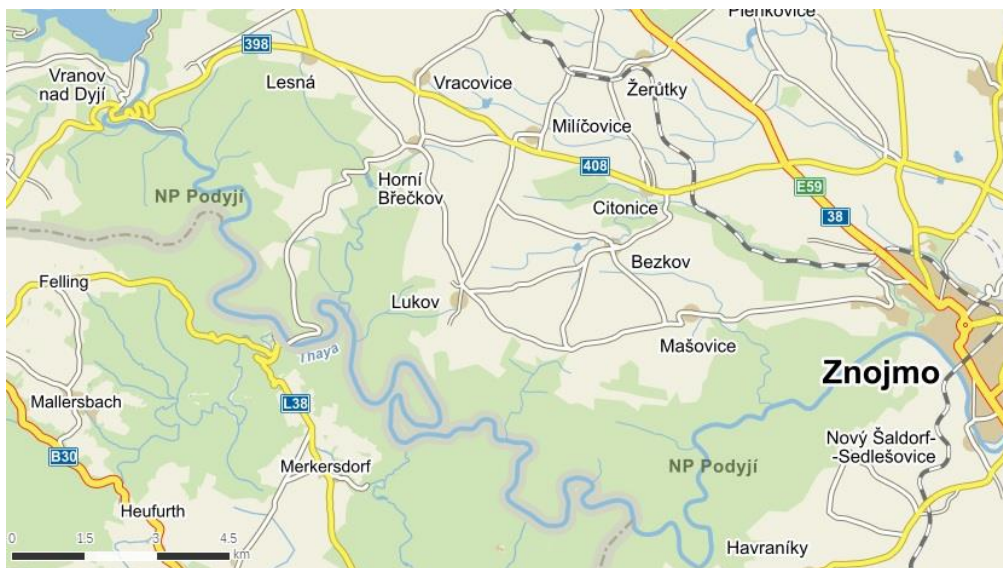 Plenkovice
398
Vranov
nad Dyjí
Lesná
Vracovice
Žerůtky
Milíčovice
408
NP Podyjí
Horní
Břečkov
Citonice
E59
38
Bezkov
Felling
Lukov
Thaya
Mašovice
Znojmo
Mallersbach
L38
B30
Merkersdorf
NP Podyjí
Nový Šaldorf-
-Sedlešovice
Heufurth
0 1.5 3 4.5
km
Havraníky